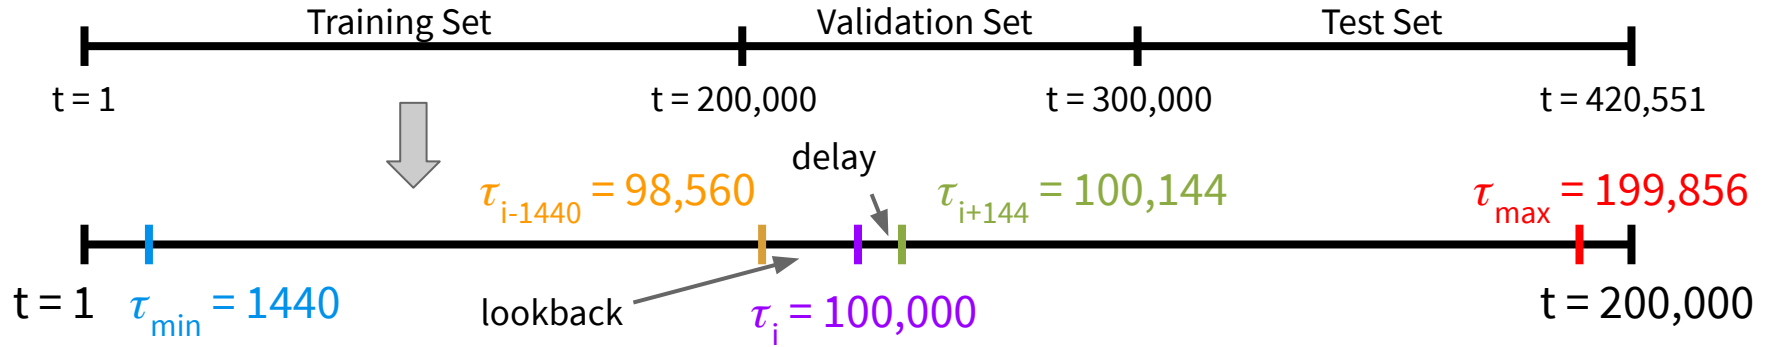 Training Set Validation Set Test Set
t = 1 t = 200,000 t = 300,000 t = 420,551
delay
τi-1440 = 98,560 τi+144 = 100,144 τmax = 199,856
t = 1 τmin = 1440 lookback τi = 100,000 t = 200,000